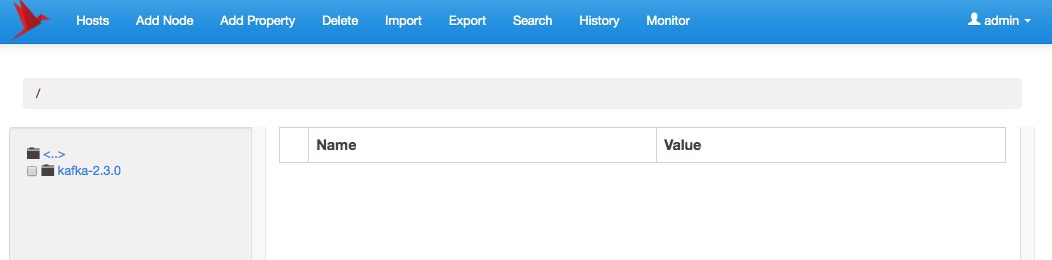 Hosts Add Node Add Property Delete Import Export Search History Monitor admin
/
<..>
kafka-2.3.0
Name Value